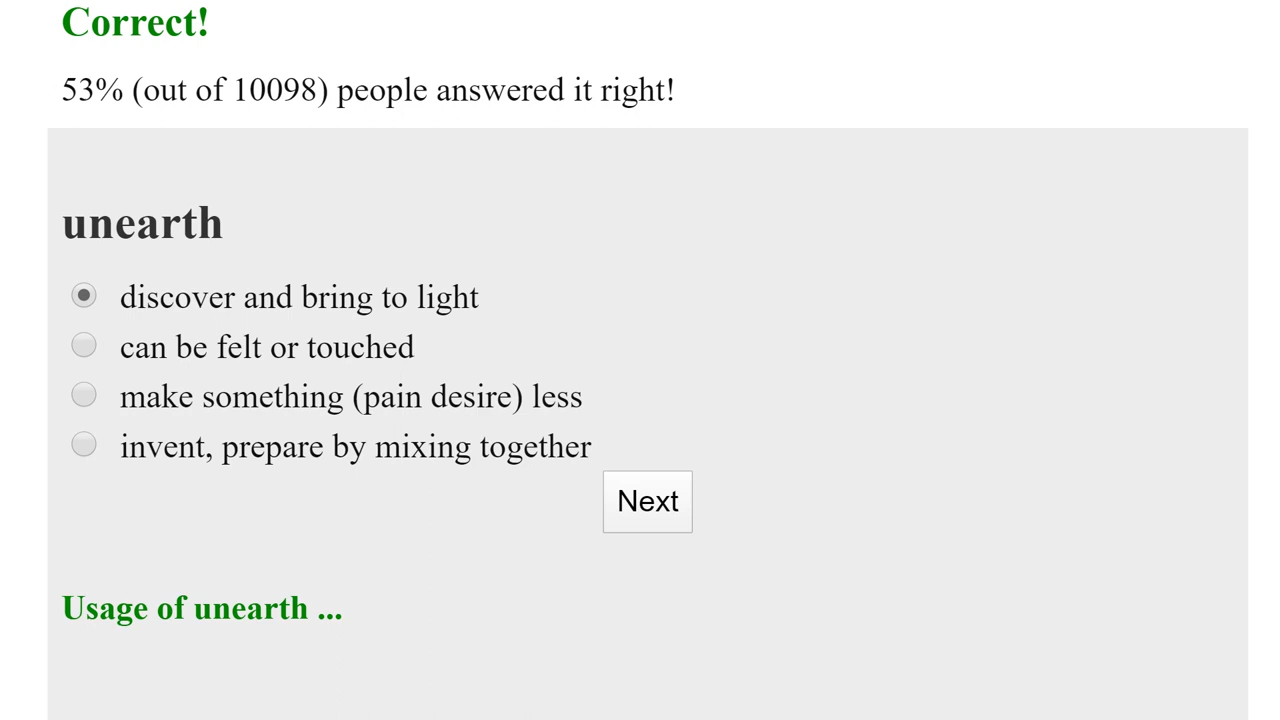 Correct!
53% (out of 10098) people answered it right!
unearth
discover and bring to light
can be felt or touched
make something (pain desire) less
invent, prepare by mixing together
Next
Usage of unearth ...